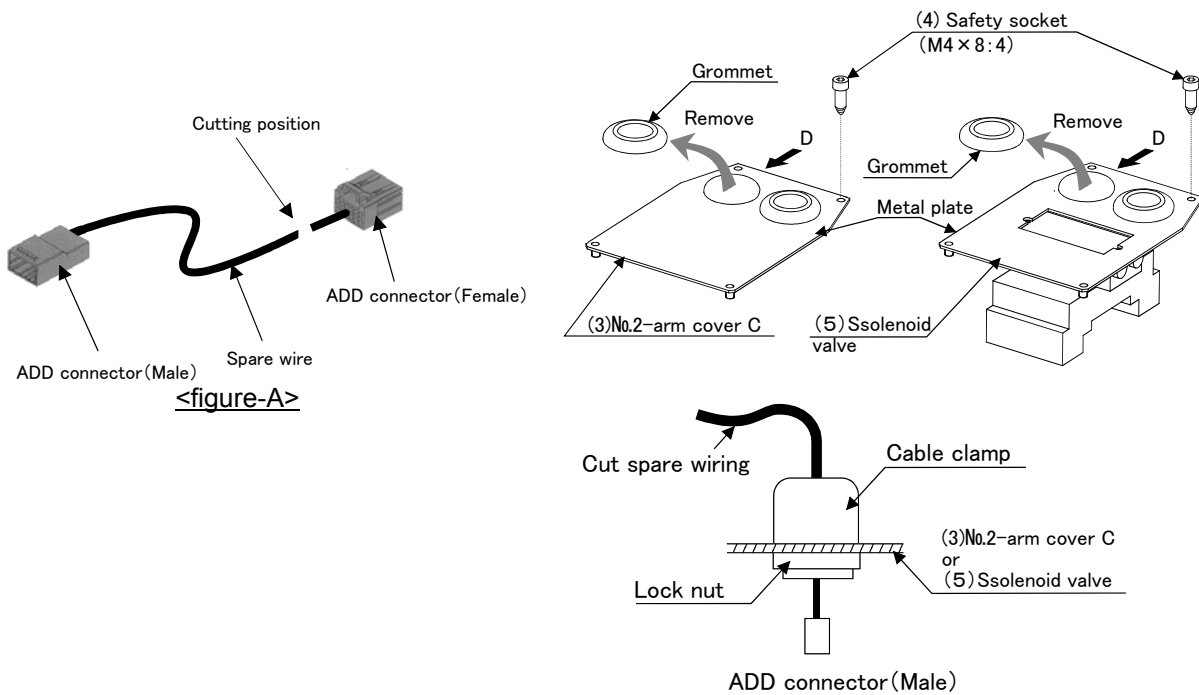 Cutting position
ADD connector(Female)
Spare wire
ADD connector(Male)
<figure-A>
(4) Safety socket
(M4×8:4)
Grommet
Remove
D
Metal plate
(3)No.2-arm cover C
Remove
D
Grommet
(5)Ssolenoid
valve
Cut spare wiring
Cable clamp
Lock nut
(3)No.2-arm cover C
or
(5)Ssolenoid valve
ADD connector(Male)